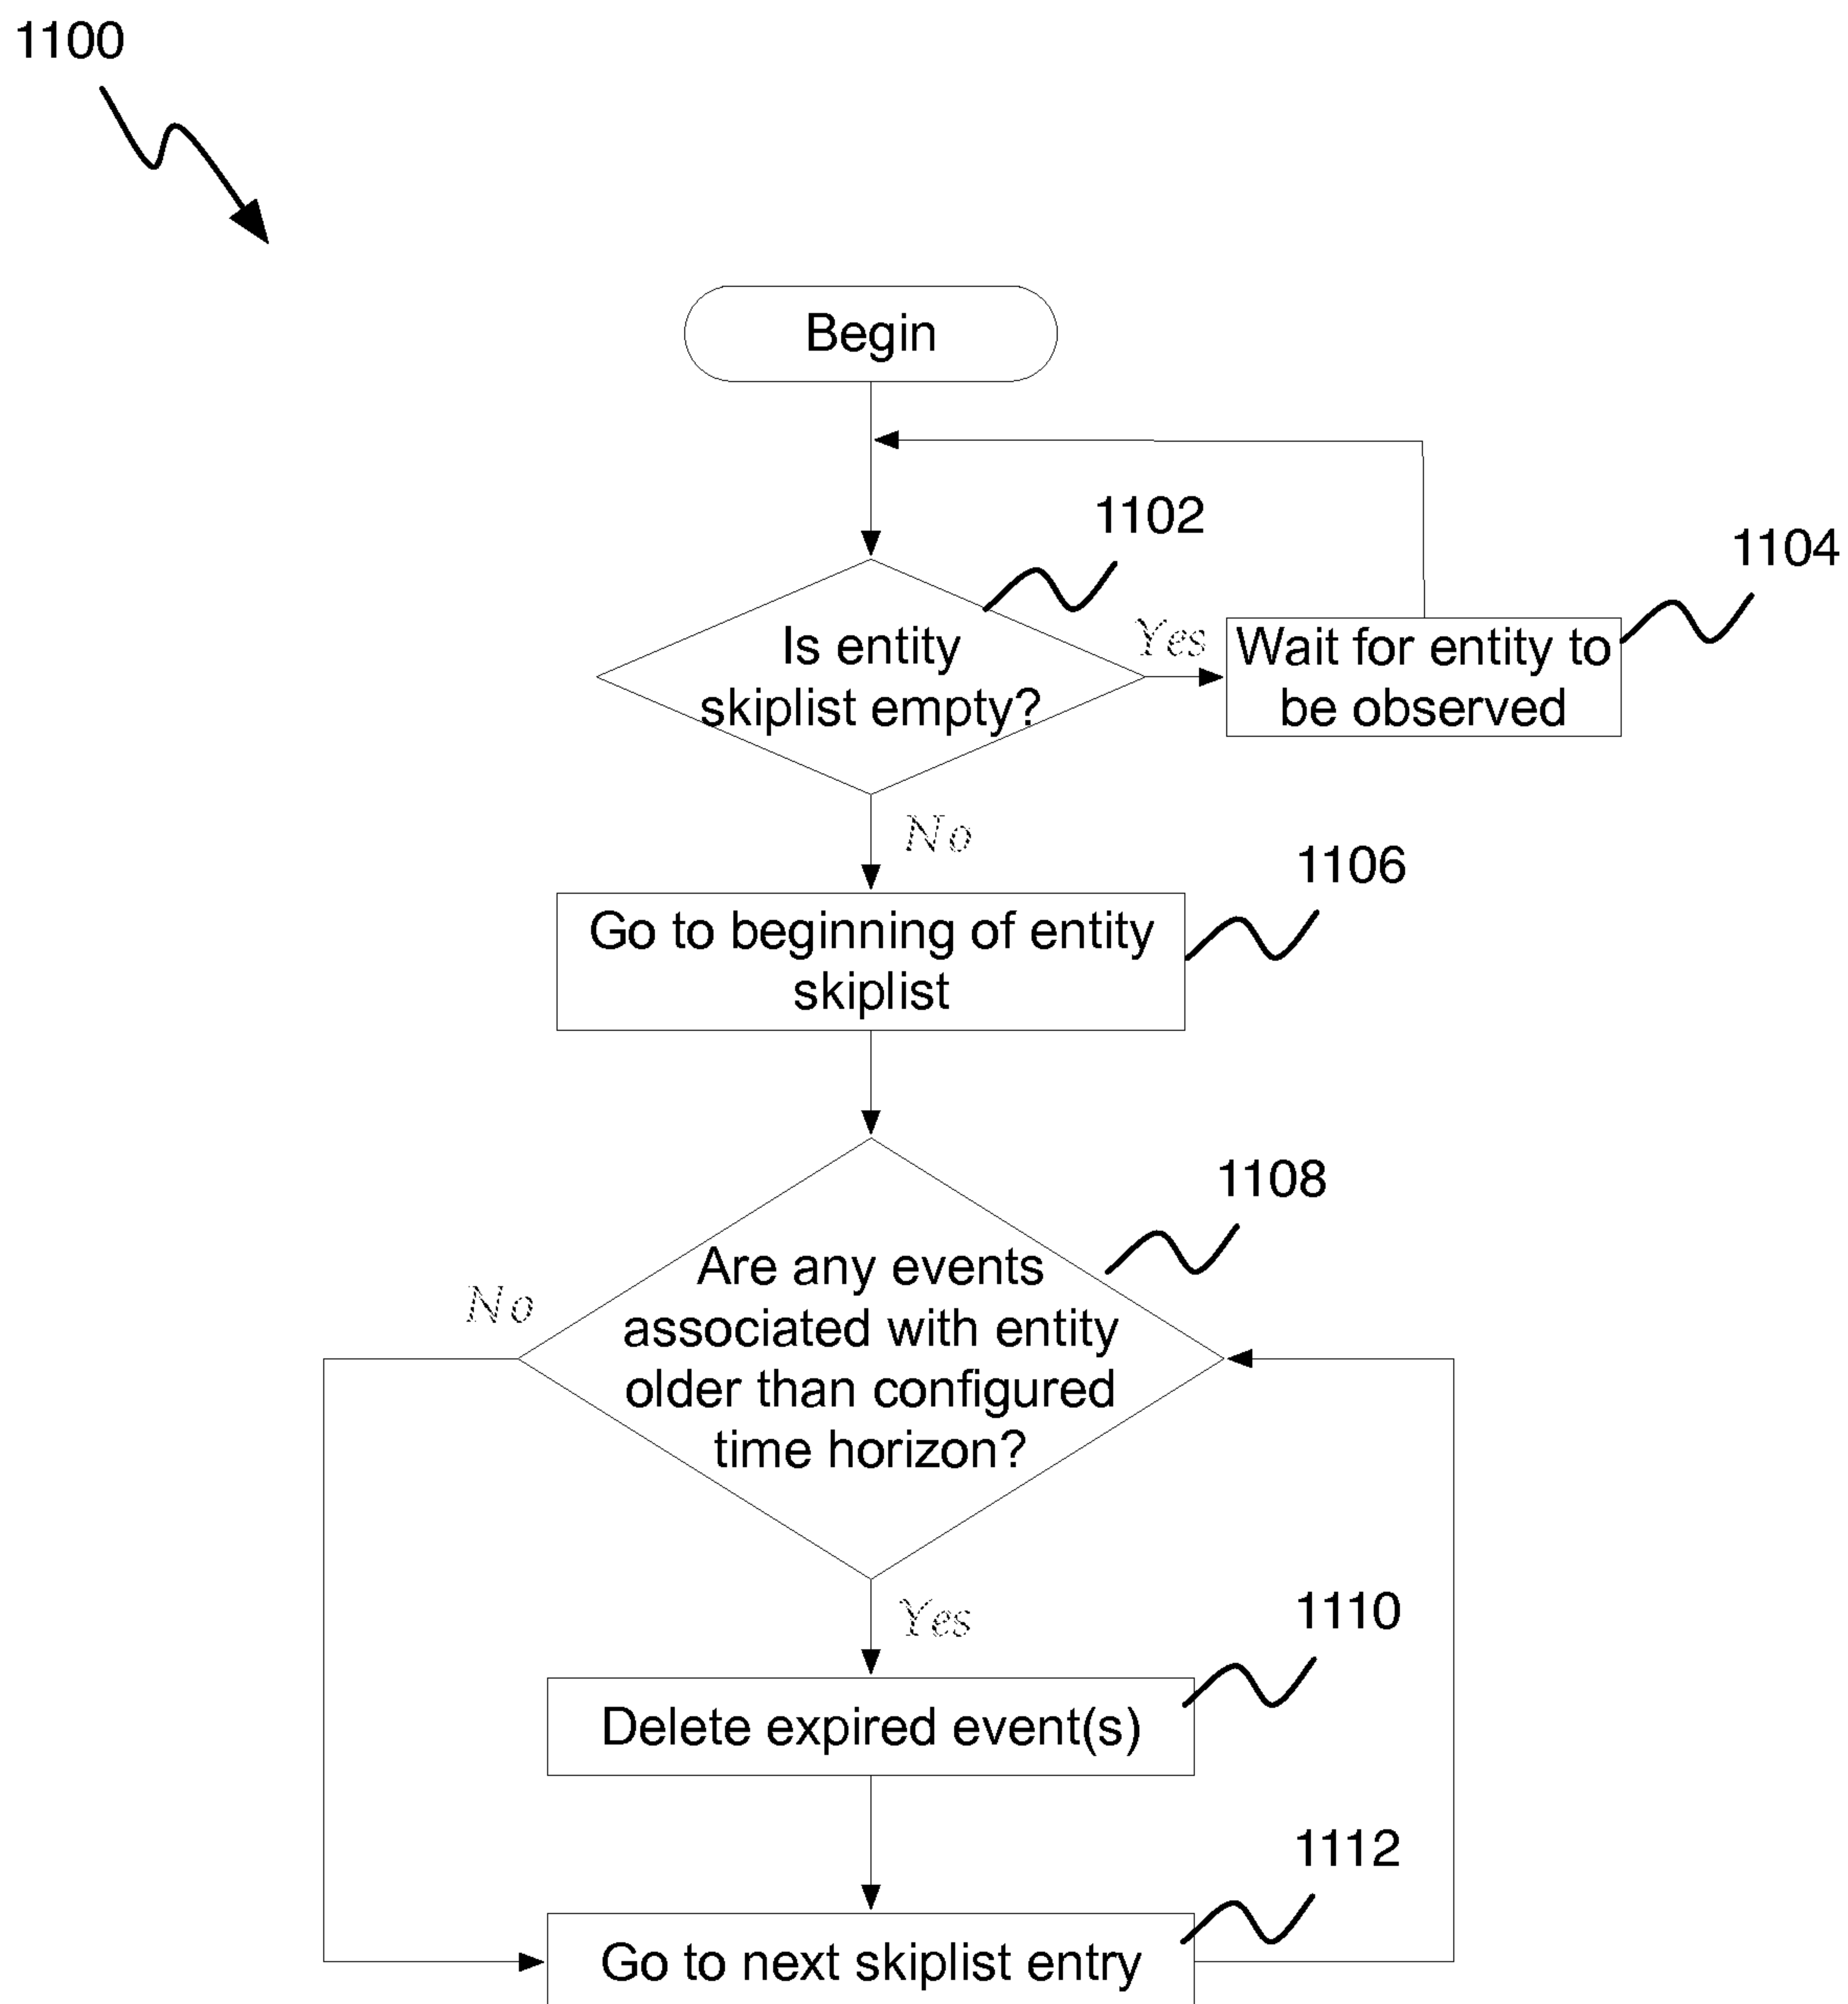 1100
Begin
1102
1104
Is entity
skiplist empty?
Yes
Wait for entity to
be observed
No
1106
Go to beginning of entity
skiplist
1108
Are any events
associated with entity
older than configured
time horizon?
No
Yes
1110
Delete expired event(s)
1112
Go to next skiplist entry